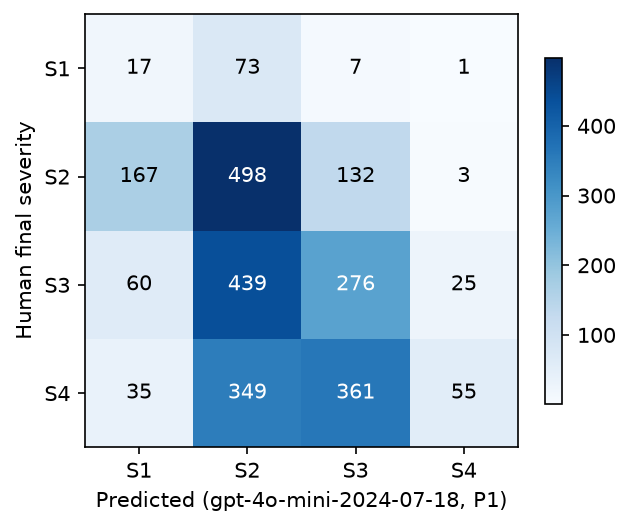 S1 17 73 7 1
S2 167 498 132 3
S3 60 439 276 25
S4 35 349 361 55
S1 S2 S3 S4
Predicted (gpt-4o-mini-2024-07-18, P1)
Human final severity
400
300
200
100